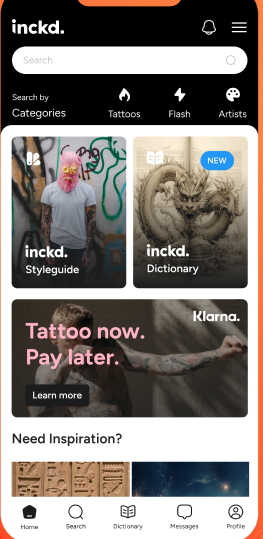 inckd.
Search
Search by
Categories
Tattoos
Flash
Artists
inckd.
Styleguide
NEW
inckd.
Dictionary
Klarna.
Tattoo now.
Pay later.
Learn more
Need Inspiration?
Home
Search
Dictionary
Messages
Profile